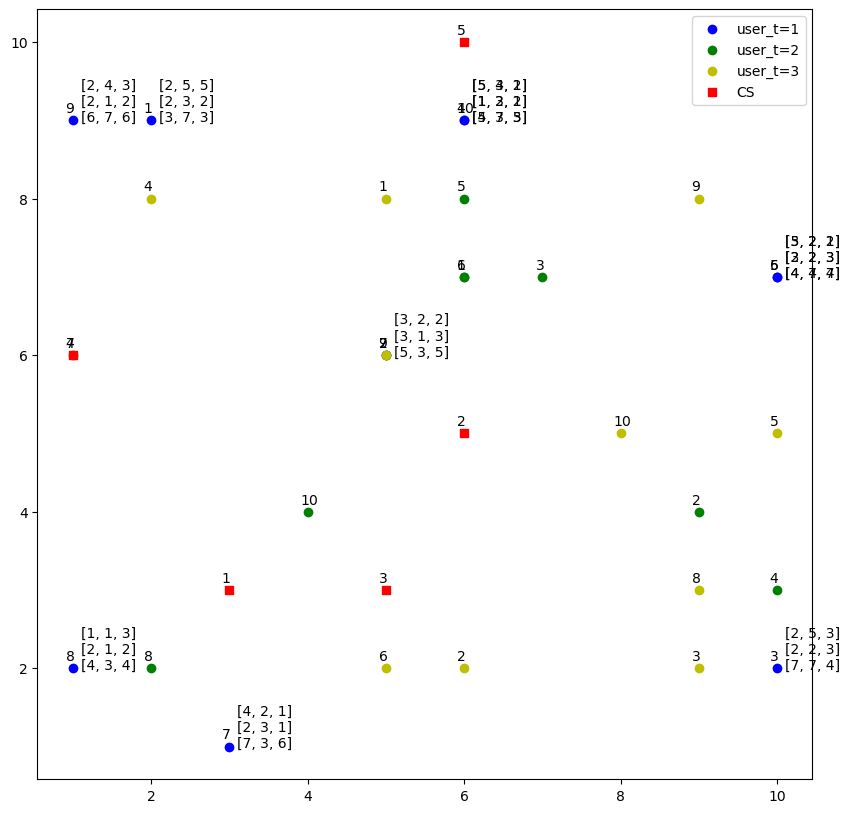 user_t=1
user_t=2
user_t=3
CS
5
[2, 4, 3]
[2, 1, 2]
[6, 7, 6]
9
[2, 5, 5]
[2, 3, 2]
[3, 7, 3]
1
4
1
5
9
3
[3, 2, 2]
[3, 1, 3]
[5, 3, 5]
2
10
5
10
2
1
3
8
4
[1, 1, 3]
[2, 1, 2]
[4, 3, 4]
8
8
6
2
3
[2, 5, 3]
[2, 2, 3]
[7, 7, 4]
3
[4, 2, 1]
[2, 3, 1]
[7, 3, 6]
7
10
8
6
4
2
2
4
6
8
10